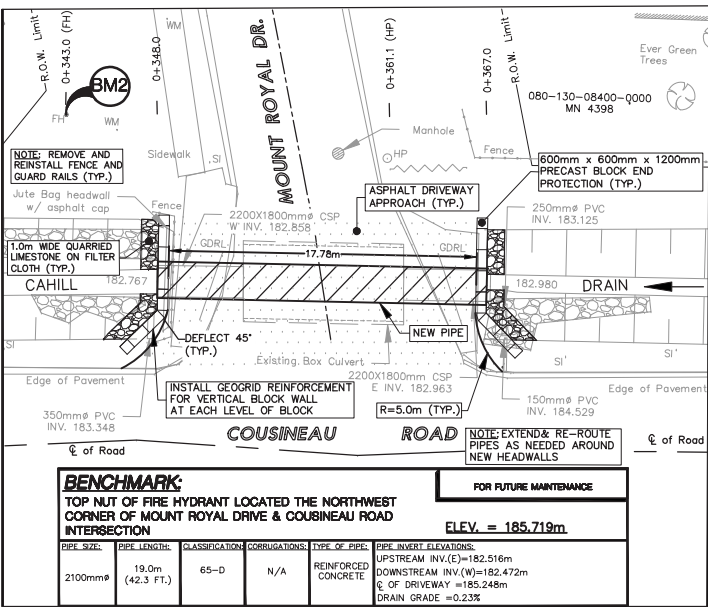 R.O.W. Limit
0+343.0 (FH)
0+348.0
WM
MOUNT ROYAL DR.
0+361.1 (HP)
0+367.0
R.O.W. Limit
Ever Green
Trees
BM2
080-130-08400-0000
MN 4398
FH
WM
Manhole
HP
Fence
NOTE: REMOVE AND
REINSTALL FENCE AND
GUARD RAILS (TYP.)
Sidewalk
SI
600mm x 600mm x 1200mm
PRECAST BLOCK END
PROTECTION (TYP.)
ASPHALT DRIVEWAY
APPROACH (TYP.)
Jute Bag headwall
w/ asphalt cap
Fence
2200X1800mmø CSP
W INV. 182.858
250mmø PVC
INV. 183.125
GDRL
GDRL
17.78m
1.0m WIDE QUARRIED
LIMESTONE ON FILTER
CLOTH (TYP.)
CAHILL
182.767
182.980
DRAIN
NEW PIPE
DEFLECT 45°
(TYP.)
SI
Existing Box Culvert
SI
SI
Edge of Pavement
2200X1800mm CSP
E INV. 182.963
Edge of Pavement
INSTALL GEOGRID REINFORCEMENT
FOR VERTICAL BLOCK WALL
AT EACH LEVEL OF BLOCK
R=5.0m (TYP.)
150mmø PVC
INV. 184.529
350mmø PVC
INV. 183.348
COUSINEAU ROAD
NOTE: EXTEND& RE-ROUTE
PIPES AS NEEDED AROUND
NEW HEADWALLS
℄ of Road
℄ of Road
BENCHMARK:
TOP NUT OF FIRE HYDRANT LOCATED THE NORTHWEST
CORNER OF MOUNT ROYAL DRIVE & COUSINEAU ROAD
INTERSECTION
FOR FUTURE MAINTENANCE
ELEV. = 185.719m
PIPE SIZE: PIPE LENGTH: CLASSIFICATION: CORRUGATIONS: TYPE OF PIPE: PIPE INVERT ELEVATIONS:
2100mmø
19.0m
(42.3 FT.)
65-D
N/A
REINFORCED
CONCRETE
UPSTREAM INV.(E)=182.516m
DOWNSTREAM INV.(W)=182.472m
℄ OF DRIVEWAY =185.248m
DRAIN GRADE =0.23%